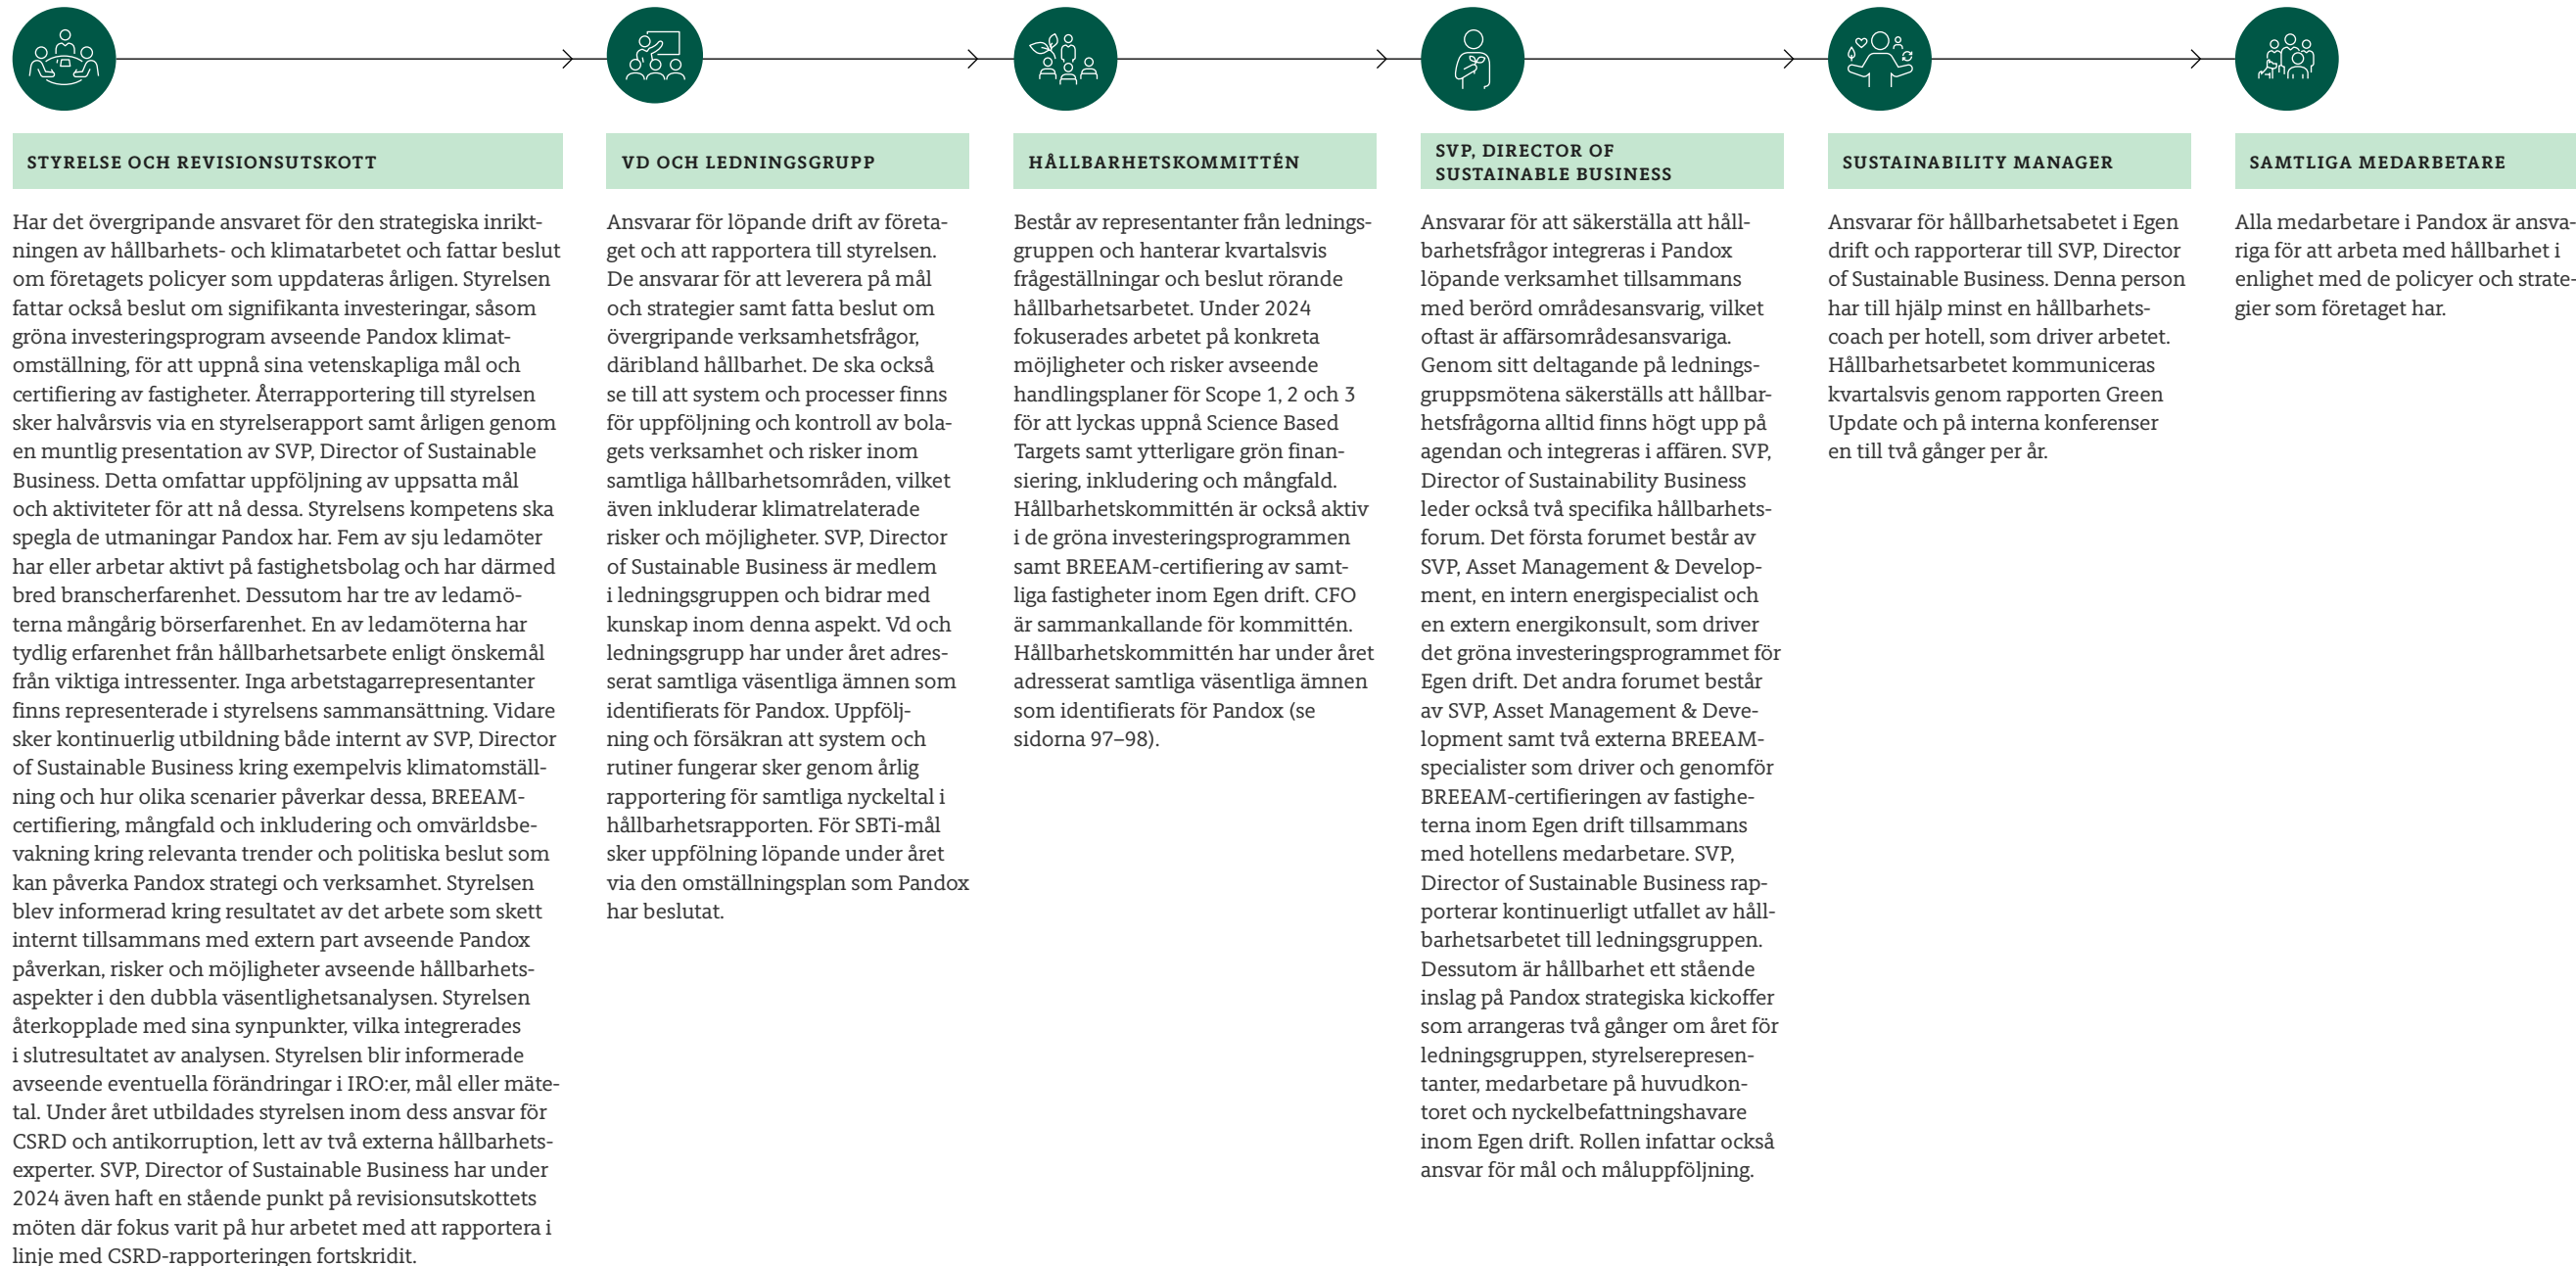 STYRELSE OCH REVISIONSUTSKOTT
Har det övergripande ansvaret för den strategiska inrikt-
ningen av hållbarhets- och klimatarbetet och fattar beslut
om företagets policyer som uppdateras årligen. Styrelsen
fattar också beslut om signifikanta investeringar, såsom
gröna investeringsprogram avseende Pandox klimat-
omställning, för att uppnå sina vetenskapliga mål och
certifiering av fastigheter. Återrapportering till styrelsen
sker halvårsvis via en styrelserapport samt årligen genom
en muntlig presentation av SVP, Director of Sustainable
Business. Detta omfattar uppföljning av uppsatta mål
och aktiviteter för att nå dessa. Styrelsens kompetens ska
spegla de utmaningar Pandox har. Fem av sju ledamöter
har eller arbetar aktivt på fastighetsbolag och har därmed
bred branscherfarenhet. Dessutom har tre av ledamö-
terna mångårig börserfarenhet. En av ledamöterna har
tydlig erfarenhet från hållbarhetsarbete enligt önskemål
från viktiga intressenter. Inga arbetstagarrepresentanter
finns representerade i styrelsens sammansättning. Vidare
sker kontinuerlig utbildning både internt av SVP, Director
of Sustainable Business kring exempelvis klimatomställ-
ning och hur olika scenarier påverkar dessa, BREEAM-
certifiering, mångfald och inkludering och omvärldsbe-
vakning kring relevanta trender och politiska beslut som
kan påverka Pandox strategi och verksamhet. Styrelsen
blev informerad kring resultatet av det arbete som skett
internt tillsammans med extern part avseende Pandox
påverkan, risker och möjligheter avseende hållbarhets-
aspekter i den dubbla väsentlighetsanalysen. Styrelsen
återkopplade med sina synpunkter, vilka integrerades
i slutresultatet av analysen. Styrelsen blir informerade
avseende eventuella förändringar i IRO:er, mål eller mäte-
tal. Under året utbildades styrelsen inom dess ansvar för
CSRD och antikorruption, lett av två externa hållbarhets-
experter. SVP, Director of Sustainable Business har under
2024 även haft en stående punkt på revisionsutskottets
möten där fokus varit på hur arbetet med att rapportera i
linje med CSRD-rapporteringen fortskridit.
VD OCH LEDNINGSGRUPP
Ansvarar för löpande drift av företa-
get och att rapportera till styrelsen.
De ansvarar för att leverera på mål
och strategier samt fatta beslut om
övergripande verksamhetsfrågor,
däribland hållbarhet. De ska också
se till att system och processer finns
för uppföljning och kontroll av bola-
gets verksamhet och risker inom
samtliga hållbarhetsområden, vilket
även inkluderar klimatrelaterade
risker och möjligheter. SVP, Director
of Sustainable Business är medlem
i ledningsgruppen och bidrar med
kunskap inom denna aspekt. Vd och
ledningsgrupp har under året adres-
serat samtliga väsentliga ämnen som
identifierats för Pandox. Uppfölj-
ning och försäkran att system och
rutiner fungerar sker genom årlig
rapportering för samtliga nyckeltal i
hållbarhetsrapporten. För SBTi-mål
sker uppfölning löpande under året
via den omställningsplan som Pandox
har beslutat.
HÅLLBARHETSKOMMITTÉN
Består av representanter från lednings-
gruppen och hanterar kvartalsvis
frågeställningar och beslut rörande
hållbarhetsarbetet. Under 2024
fokuserades arbetet på konkreta
möjligheter och risker avseende
handlingsplaner för Scope 1, 2 och 3
för att lyckas uppnå Science Based
Targets samt ytterligare grön finan-
siering, inkludering och mångfald.
Hållbarhetskommittén är också aktiv
i de gröna investeringsprogrammen
samt BREEAM-certifiering av samt-
liga fastigheter inom Egen drift. CFO
är sammankallande för kommittén.
Hållbarhetskommittén har under året
adresserat samtliga väsentliga ämnen
som identifierats för Pandox (se
sidorna 97–98).
SVP, DIRECTOR OF
SUSTAINABLE BUSINESS
Ansvarar för att säkerställa att håll-
barhetsfrågor integreras i Pandox
löpande verksamhet tillsammans
med berörd områdesansvarig, vilket
oftast är affärsområdesansvariga.
Genom sitt deltagande på lednings-
gruppsmötena säkerställs att hållbar-
hetsfrågorna alltid finns högt upp på
agendan och integreras i affären. SVP,
Director of Sustainability Business
leder också två specifika hållbarhets-
forum. Det första forumet består av
SVP, Asset Management & Develop-
ment, en intern energispecialist och
en extern energikonsult, som driver
det gröna investeringsprogrammet för
Egen drift. Det andra forumet består
av SVP, Asset Management & Deve-
lopment samt två externa BREEAM-
specialister som driver och genomför
BREEAM-certifieringen av fastighe-
terna inom Egen drift tillsammans
med hotellens medarbetare. SVP,
Director of Sustainable Business rap-
porterar kontinuerligt utfallet av håll-
barhetsarbetet till ledningsgruppen.
Dessutom är hållbarhet ett stående
inslag på Pandox strategiska kickoffer
som arrangeras två gånger om året för
ledningsgruppen, styrelserepresen-
tanter, medarbetare på huvudkon-
toret och nyckelbefattningshavare
inom Egen drift. Rollen infattar också
ansvar för mål och måluppföljning.
SUSTAINABILITY MANAGER
Ansvarar för hållbarhetsabetet i Egen
drift och rapporterar till SVP, Director
of Sustainable Business. Denna person
har till hjälp minst en hållbarhets-
coach per hotell, som driver arbetet.
Hållbarhetsarbetet kommuniceras
kvartalsvis genom rapporten Green
Update och på interna konferenser
en till två gånger per år.
SAMTLIGA MEDARBETARE
Alla medarbetare i Pandox är ansva-
riga för att arbeta med hållbarhet i
enlighet med de policyer och strate-
gier som företaget har.